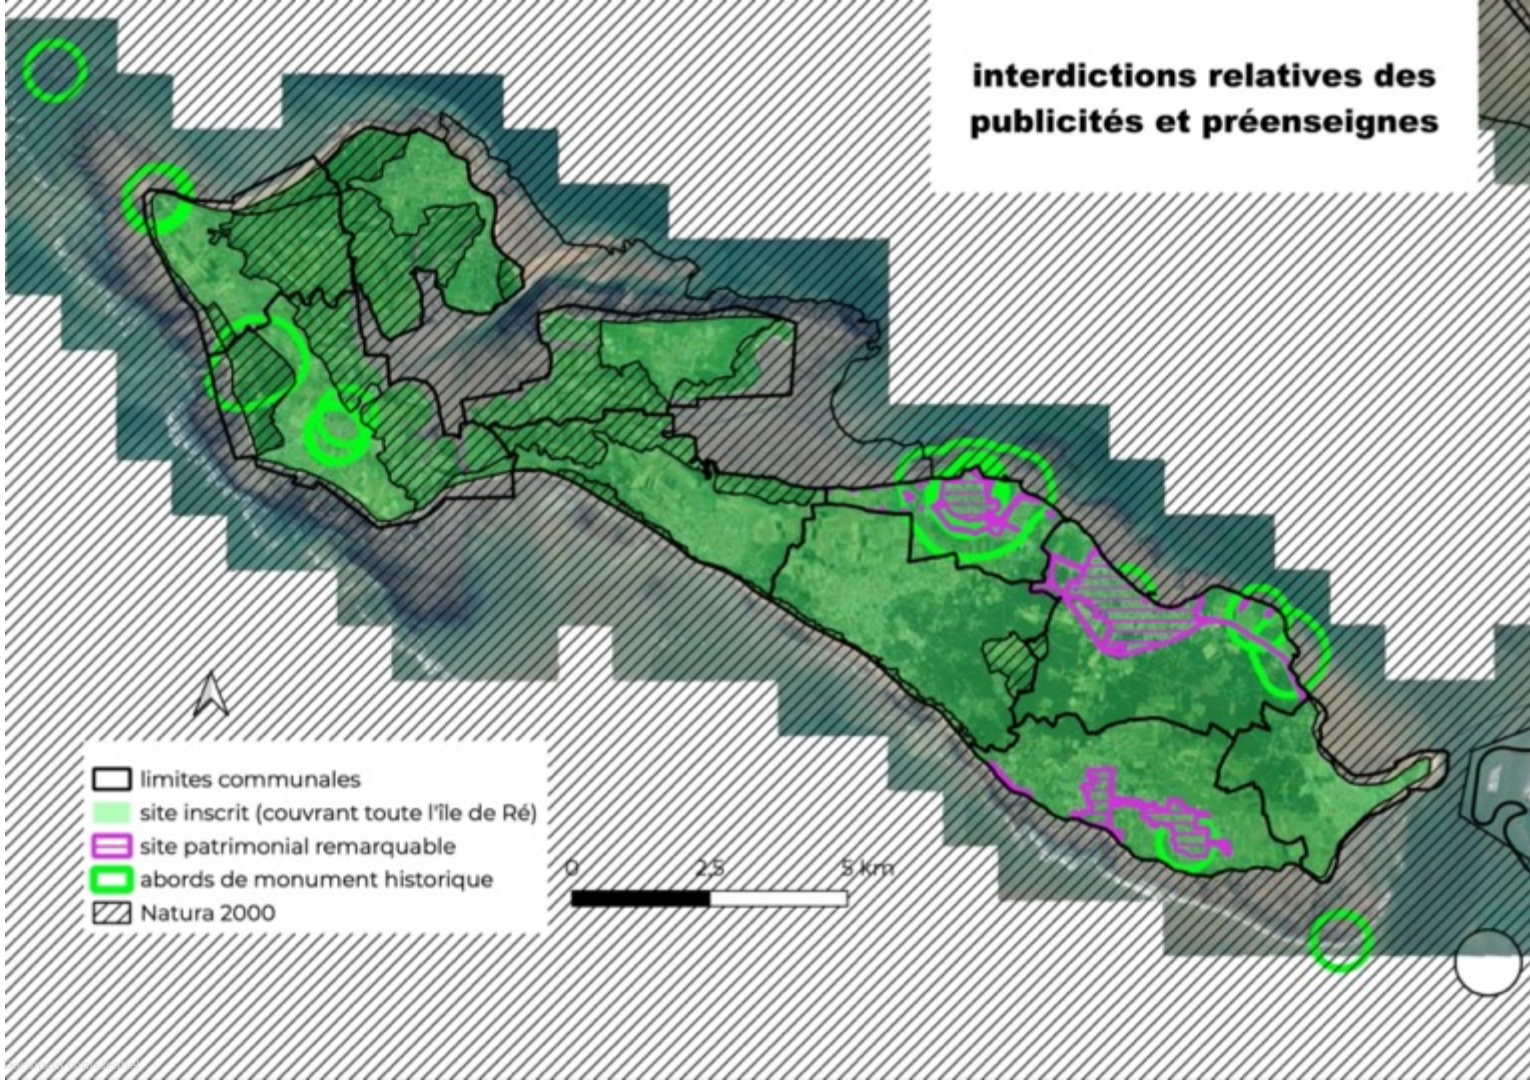 interdictions relatives des
publicités et préenseignes
limites communales
site inscrit (couvrant toute l'île de Ré)
site patrimonial remarquable
abords de monument historique
Natura 2000
0 2,5 5 km